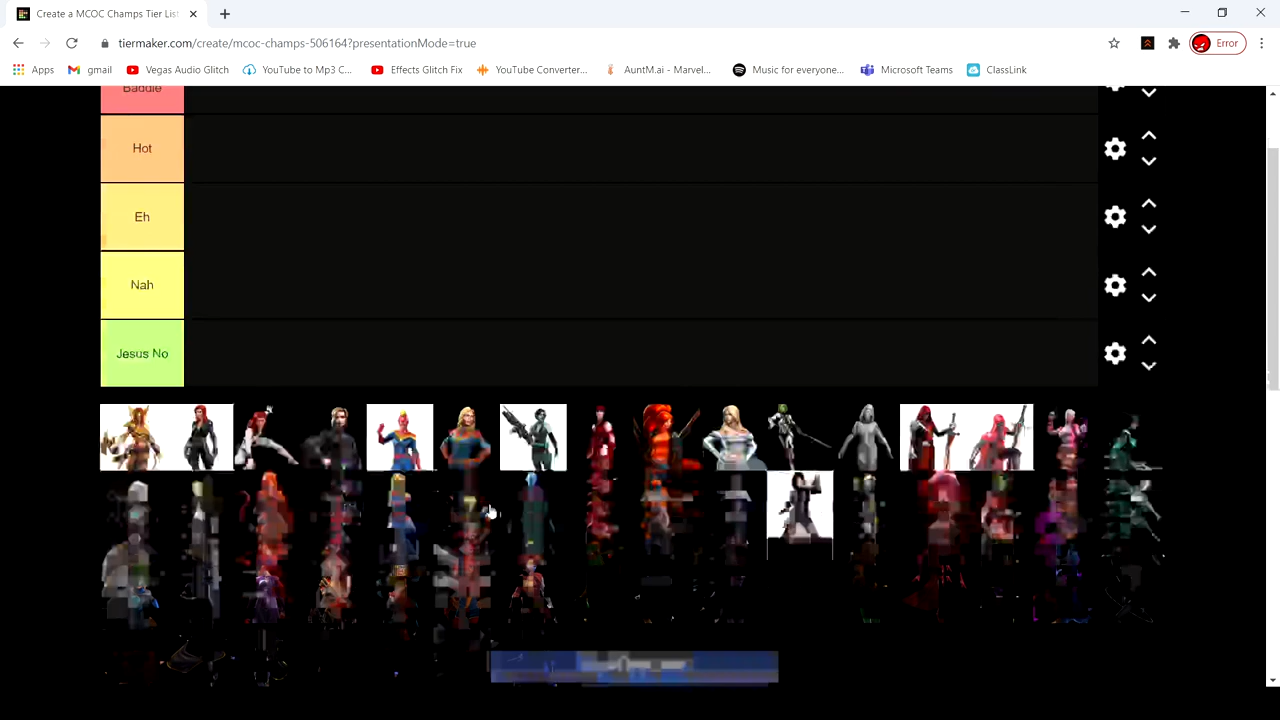 Create a MCOC Champs Tier List
tiermaker.com/create/mcoc-champs-506164?presentationMode=true
Error
Apps
gmail
Vegas Audio Glitch
YouTube to Mp3 C...
Effects Glitch Fix
YouTube Converter...
AuntM.ai - Marvel...
Music for everyone...
Microsoft Teams
ClassLink
Baddie
Hot
Eh
Nah
Jesus No